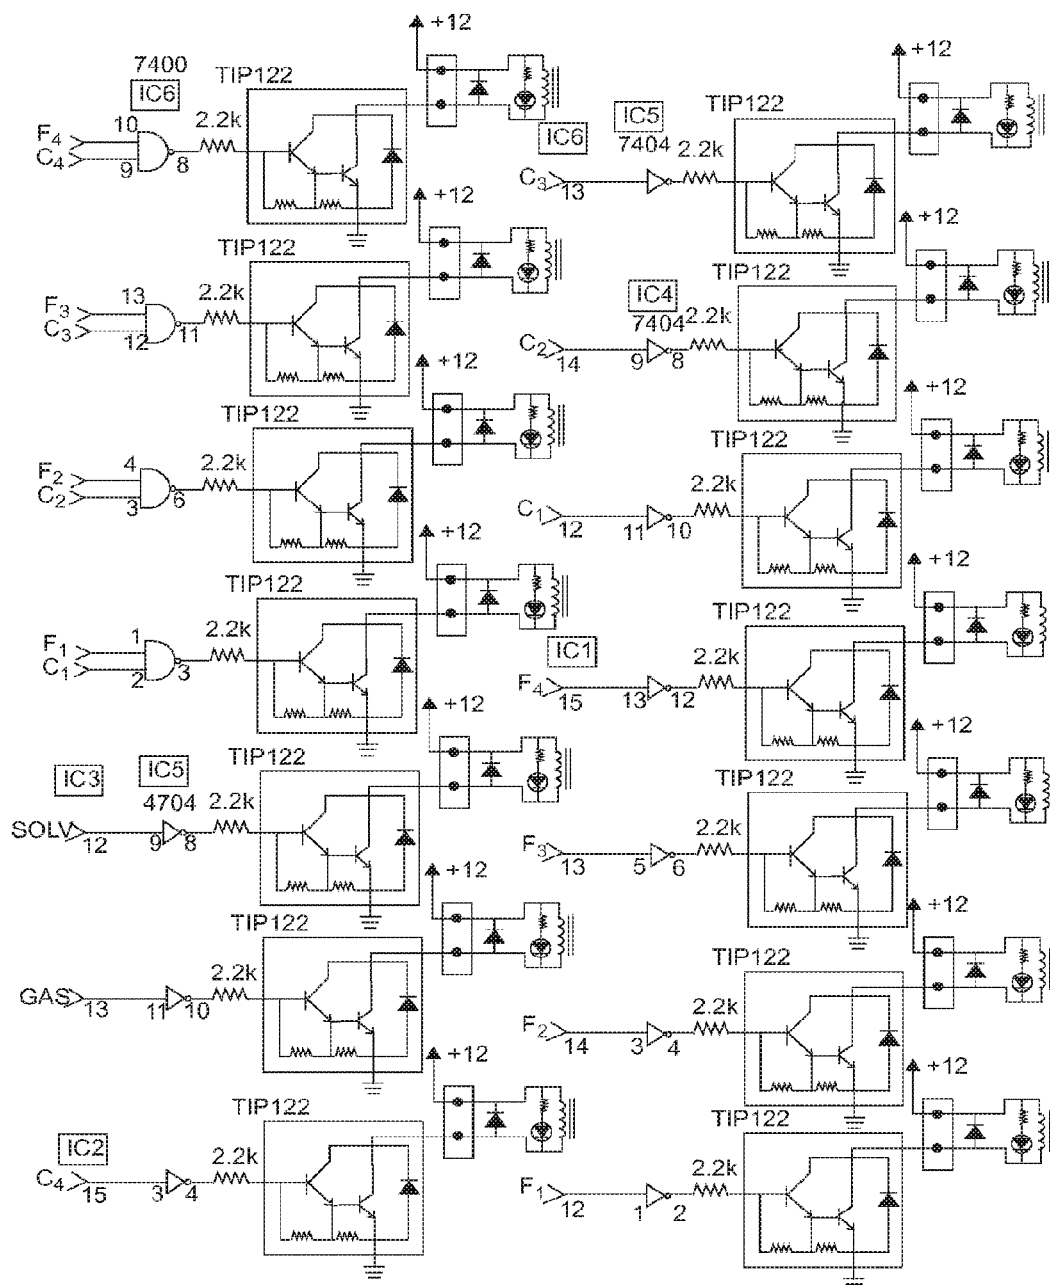 7400
IC6
TIP122
+12
F4
C4
10
9
8
2.2k
F3
C3
13
12
11
2.2k
TIP122
+12
F2
C2
4
3
6
2.2k
TIP122
+12
F1
C1
1
2
3
2.2k
TIP122
+12
IC3
IC5
4704
SOLV
12
9
8
2.2k
TIP122
+12
GAS
13
11
10
2.2k
TIP122
+12
IC2
C4
15
3
4
2.2k
TIP122
+12
IC6
IC5
7404
C3
13
2.2k
TIP122
+12
IC4
7404
C2
14
9
8
2.2k
TIP122
+12
C1
12
11
10
2.2k
TIP122
+12
IC1
F4
15
13
12
2.2k
TIP122
+12
F3
13
5
6
2.2k
TIP122
+12
F2
14
3
4
2.2k
TIP122
+12
F1
12
1
2
2.2k
TIP122
+12